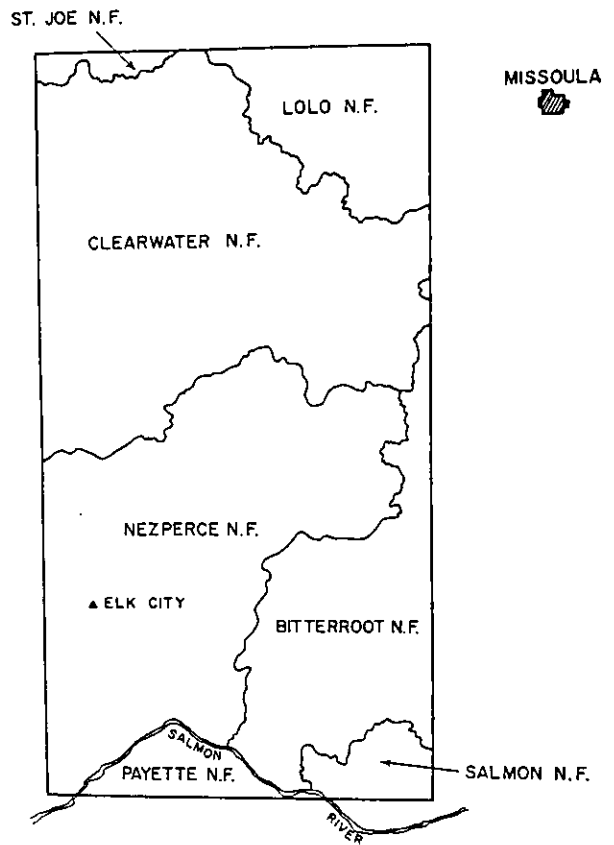 ST. JOE N.F.
MISSOULA
LOLO N.F.
CLEARWATER N.F.
NEZPERCE N.F.
ELK CITY
BITTERROOT N.F.
SALMON
PAYETTE N.F.
SALMON N.F.
RIVER